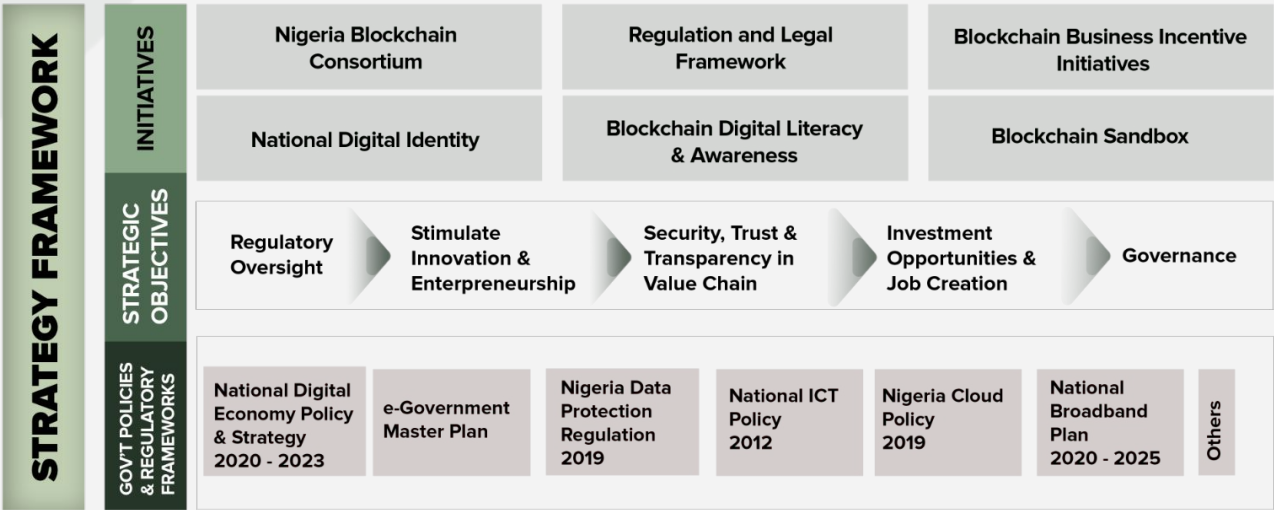 STRATEGY FRAMEWORK
INITIATIVES
Nigeria Blockchain
Consortium
Regulation and Legal
Framework
Blockchain Business Incentive
Initiatives
National Digital Identity
Blockchain Digital Literacy
& Awareness
Blockchain Sandbox
STRATEGIC
OBJECTIVES
Regulatory
Oversight
Stimulate
Innovation &
Enterpreneurship
Security, Trust &
Transparency in
Value Chain
Investment
Opportunities &
Job Creation
Governance
GOV'T POLICIES
& REGULATORY
FRAMEWORKS
National Digital
Economy Policy
& Strategy
2020 - 2023
e-Government
Master Plan
Nigeria Data
Protection
Regulation
2019
National ICT
Policy
2012
Nigeria Cloud
Policy
2019
National
Broadband
Plan
2020 - 2025
Others